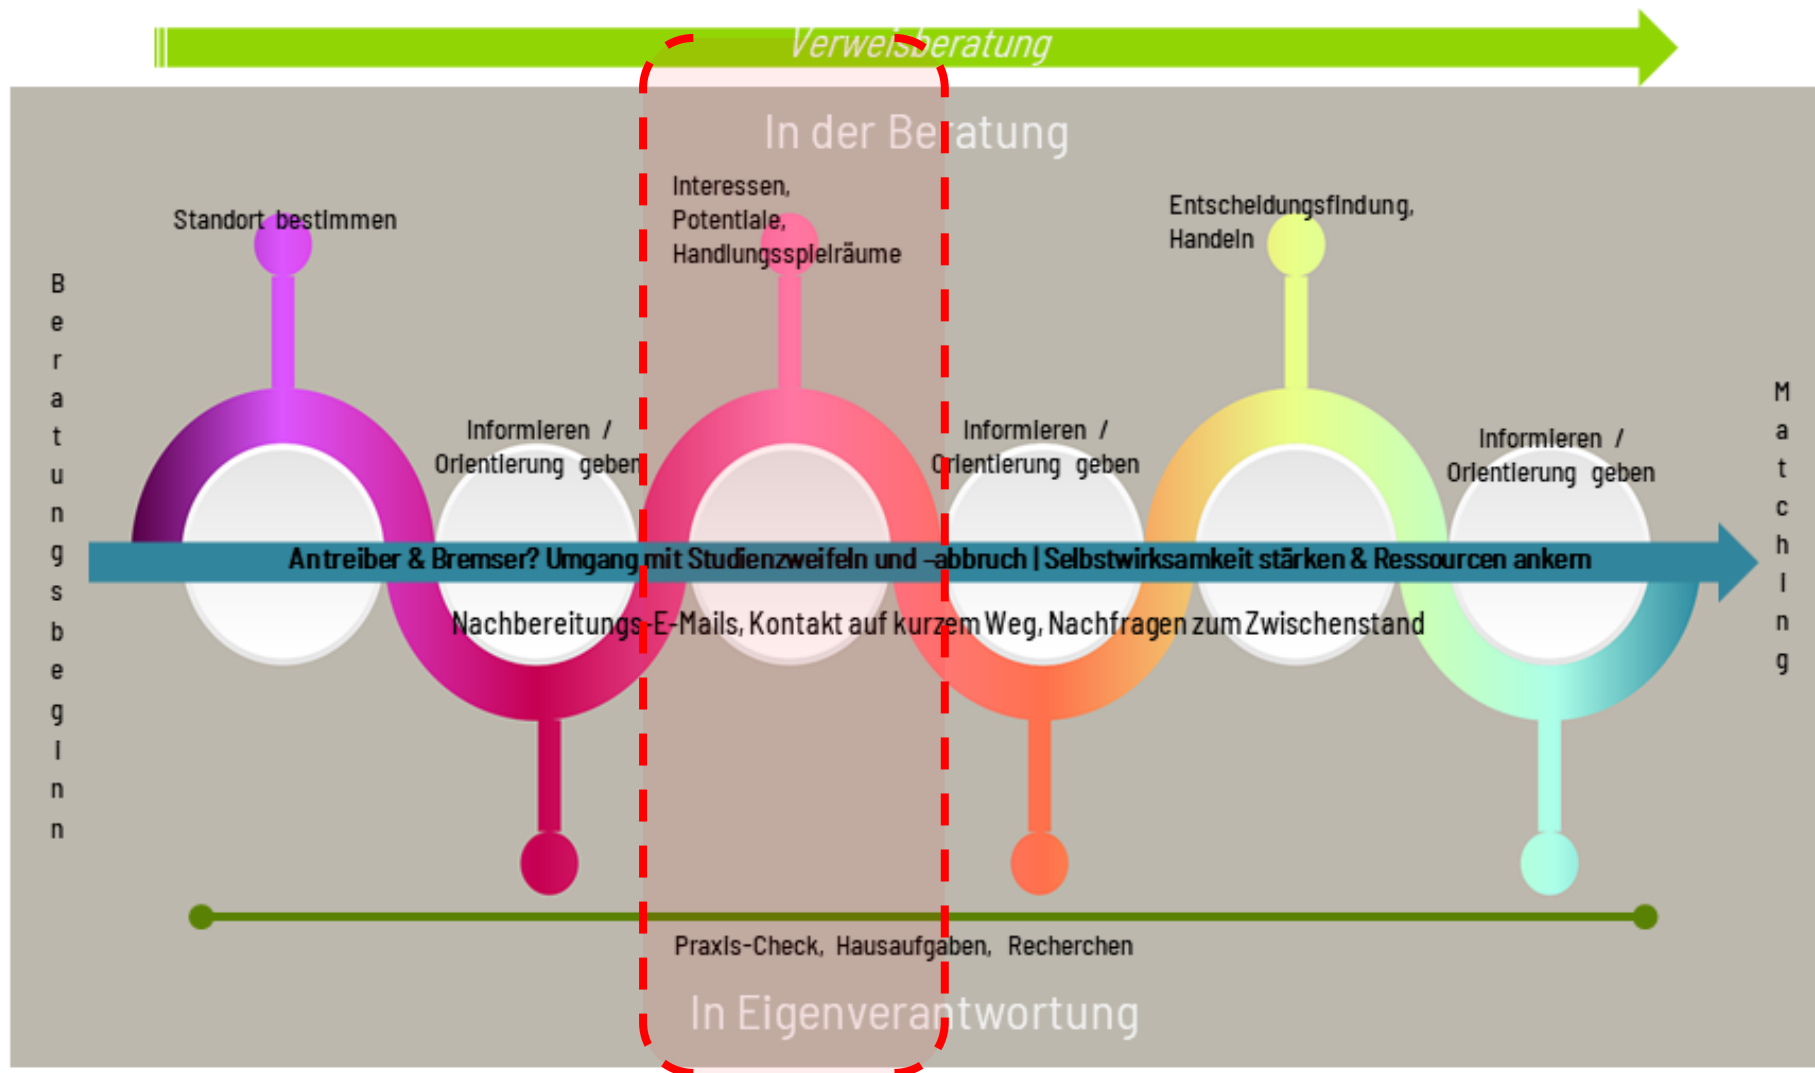 Verweisberatung
In der Beratung
Standort bestimmen
Interessen,
Potentiale,
Handlungsspielräume
Entscheidungsfindung,
Handeln
Beratungsbeginn
Informieren /
Orientierung geben
Informieren /
Orientierung geben
Informieren /
Orientierung geben
Matching
Antreiber & Bremser? Umgang mit Studienzweifeln und –abbruch | Selbstwirksamkeit stärken & Ressourcen ankern
Nachbereitungs-E-Mails, Kontakt auf kurzem Weg, Nachfragen zum Zwischenstand
Praxis-Check, Hausaufgaben, Recherchen
In Eigenverantwortung